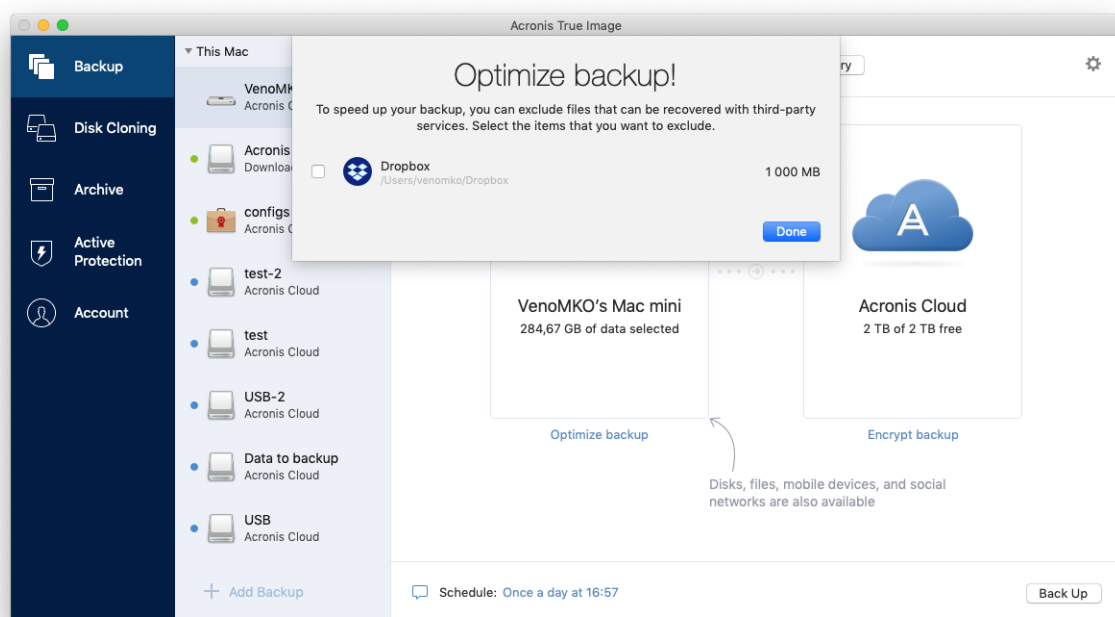 Acronis True Image
Backup
Disk Cloning
Archive
Active
Protection
Account
This Mac
Acronis
test-2
Acronis Cloud
test
Acronis Cloud
USB-2
Acronis Cloud
Data to backup
Acronis Cloud
USB
Acronis Cloud
Add Backup
configs
Optimize backup!
To speed up your backup, you can exclude files that can be recovered with third-party
services. Select the items that you want to exclude.
Dropbox
/Users/venomko/Dropbox
1 000 MB
Done
VenoMKO's Mac mini
284,67 GB of data selected
Optimize backup
A
Acronis Cloud
2 TB of 2 TB free
Encrypt backup
Disks, files, mobile devices, and social
networks are also available
Schedule: Once a day at 16:57
Back Up